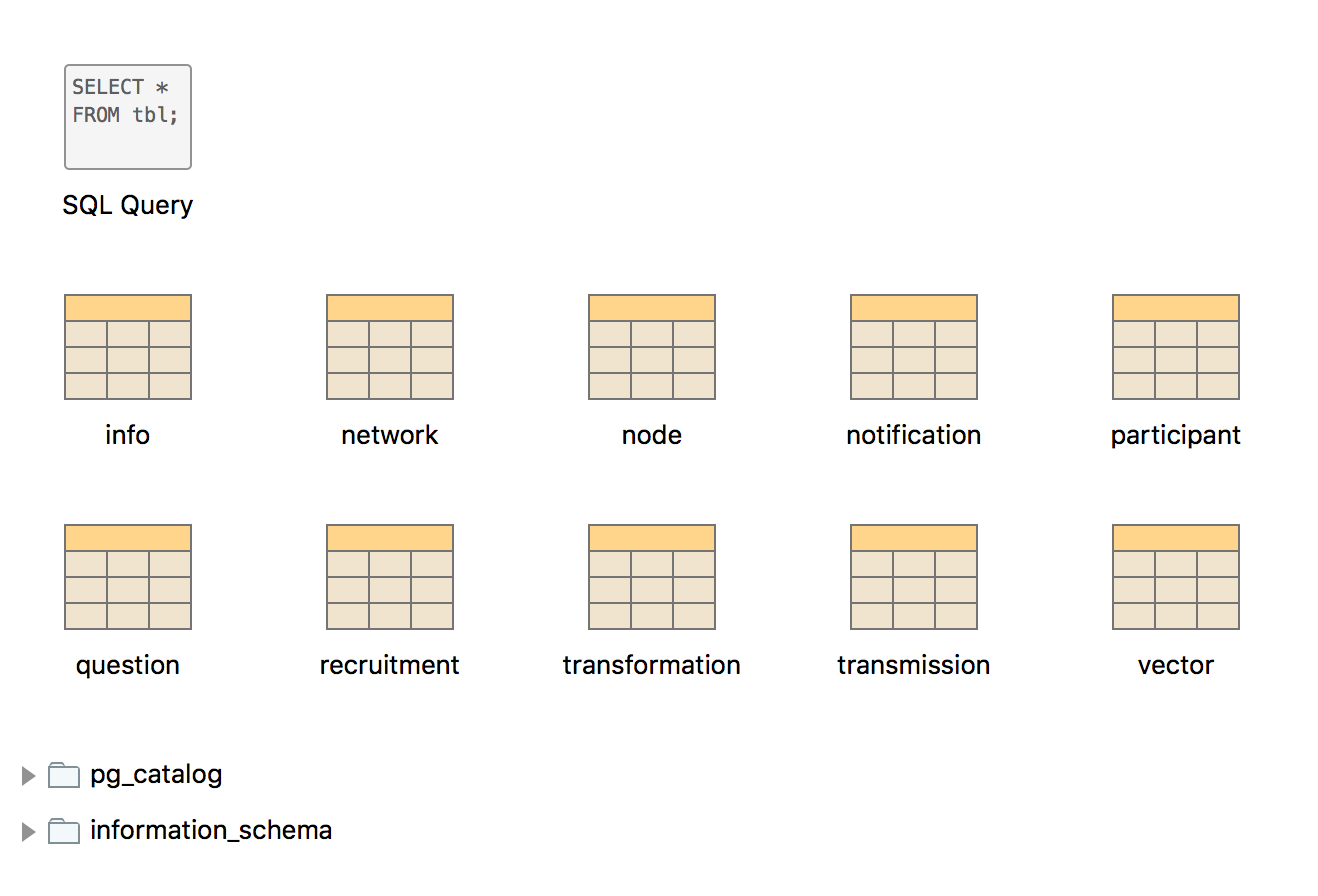 SELECT *
FROM tbl;
SQL Query
info network node notification participant
question recruitment transformation transmission vector
pg_catalog
information_schema